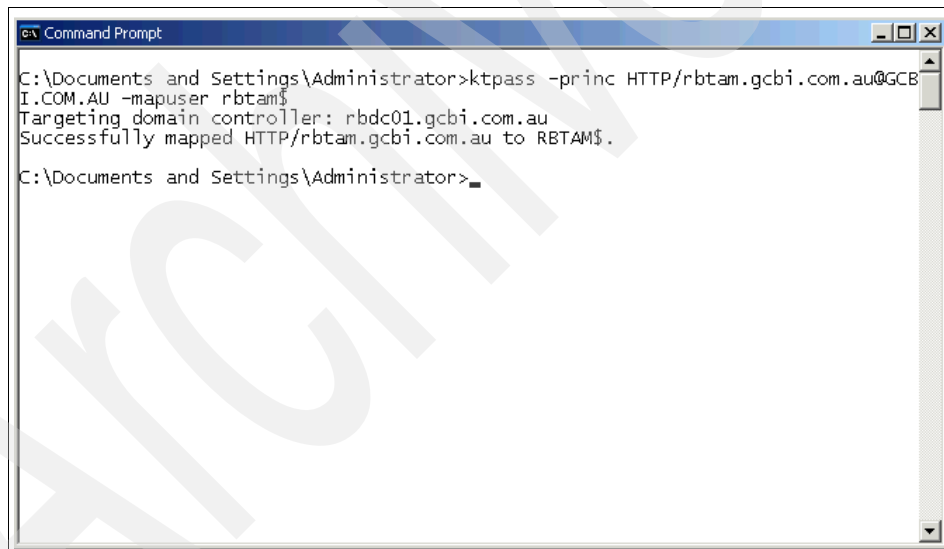 Command Prompt
C:\Documents and Settings\Administrator>ktpass -princ HTTP/rbtam.gcbi.com.au@GCB
I.COM.AU -mapuser rbtam$
Targeting domain controller: rbdc01.gcbi.com.au
Successfully mapped HTTP/rbtam.gcbi.com.au to RBTAM$.
C:\Documents and Settings\Administrator>_